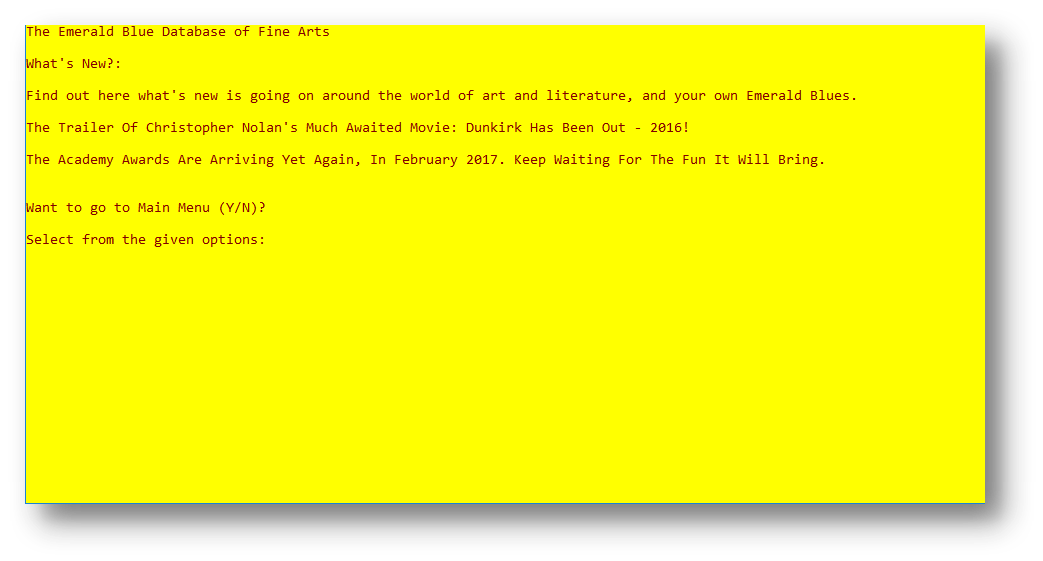 The Emerald Blue Database of Fine Arts
What's New?:
Find out here what's new is going on around the world of art and literature, and your own Emerald Blues.
The Trailer Of Christopher Nolan's Much Awaited Movie: Dunkirk Has Been Out - 2016!
The Academy Awards Are Arriving Yet Again, In February 2017. Keep Waiting For The Fun It Will Bring.
Want to go to Main Menu (Y/N)?
Select from the given options: